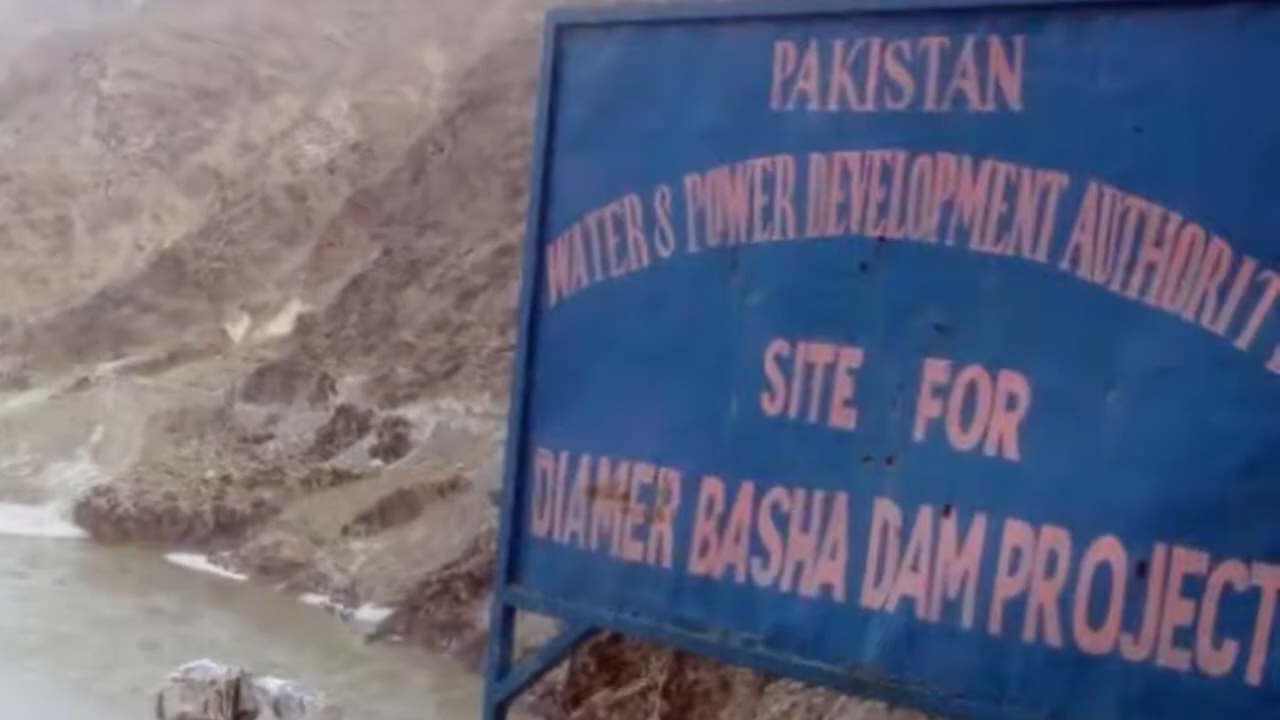 PAKISTAN
WATER & POWER DEVELOPMENT AUTHORIT
SITE FOR
DIAMER BASHA DAM PROJECT